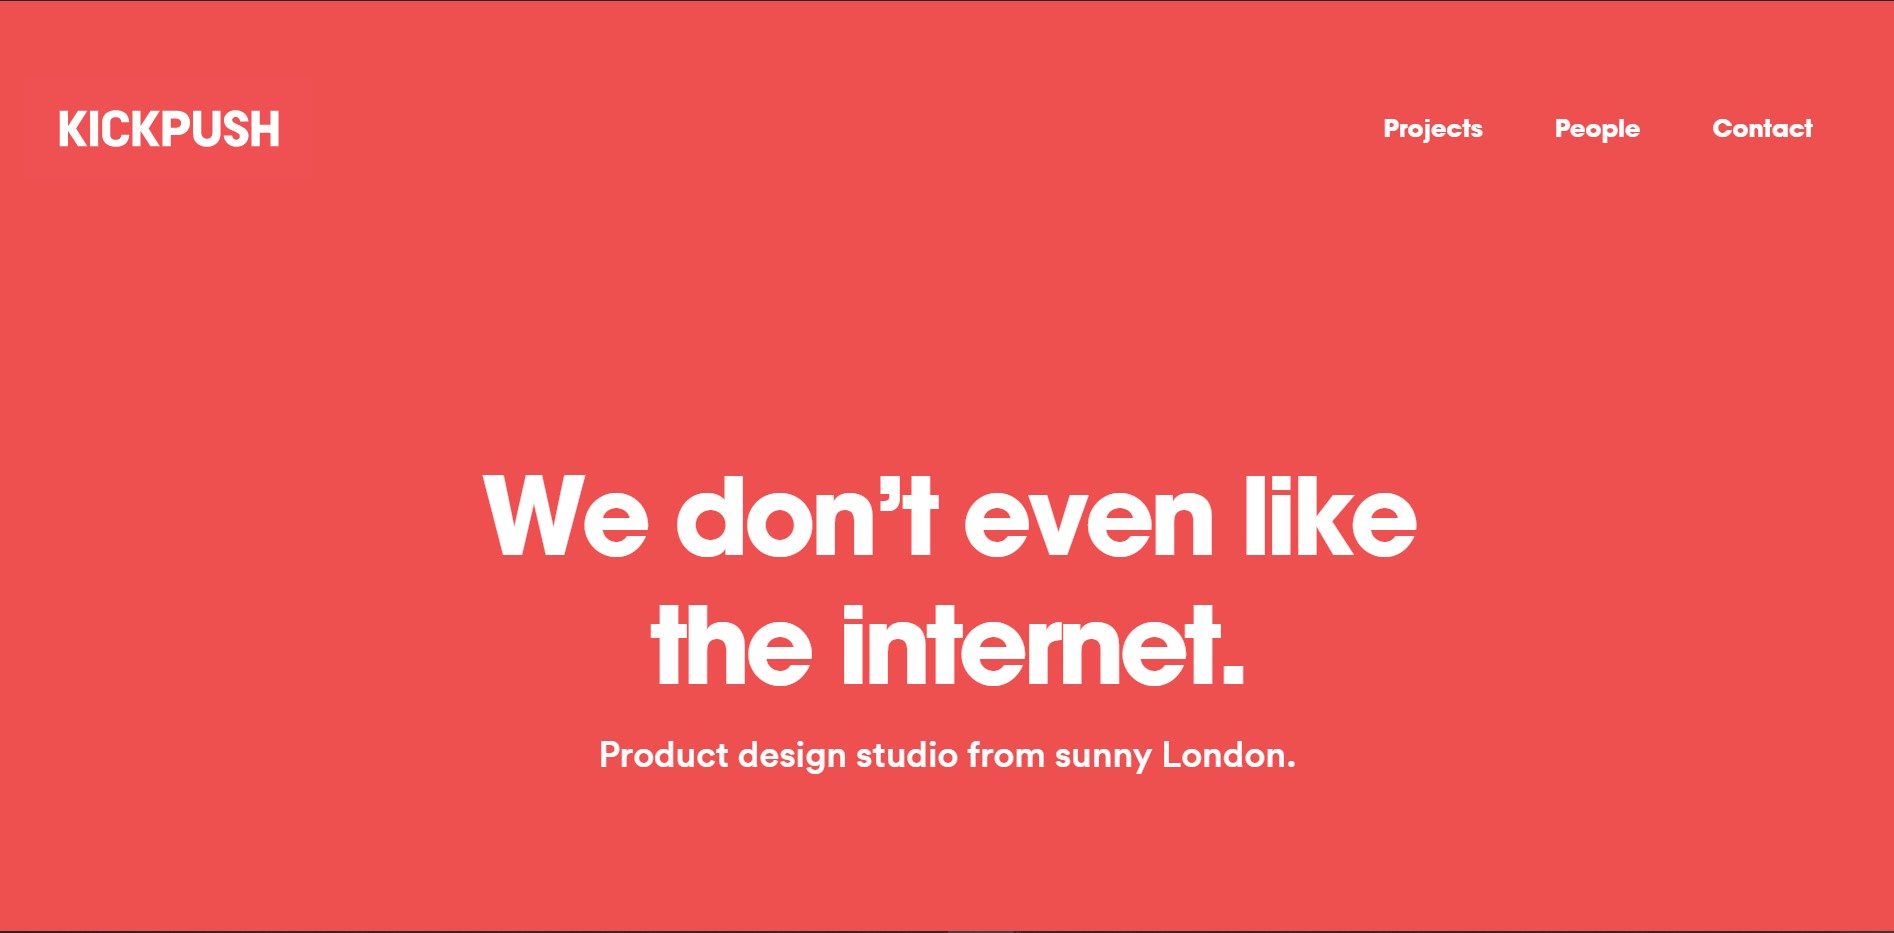 KICKPUSH
Projects People Contact
We don’t even like
the internet.
Product design studio from sunny London.